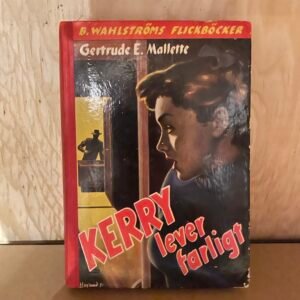 B. WAHLSTRÖMS FLICKBÖCKER
Gertrude E. Mallette
KERRY
lever
farligt